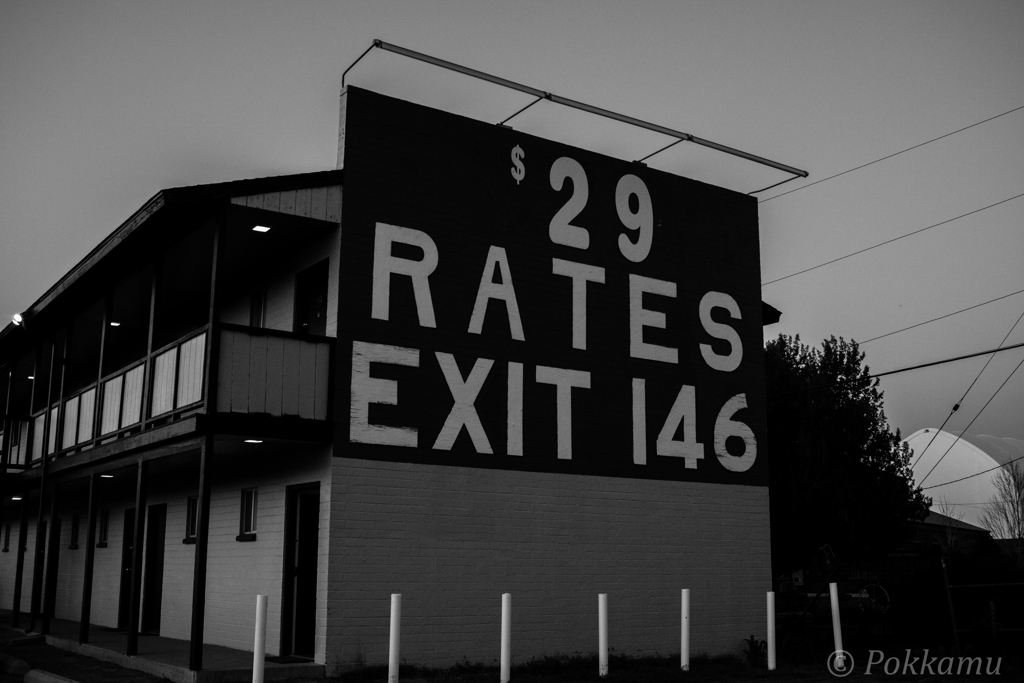 $29
RATES
EXIT 146
© Pokkamu